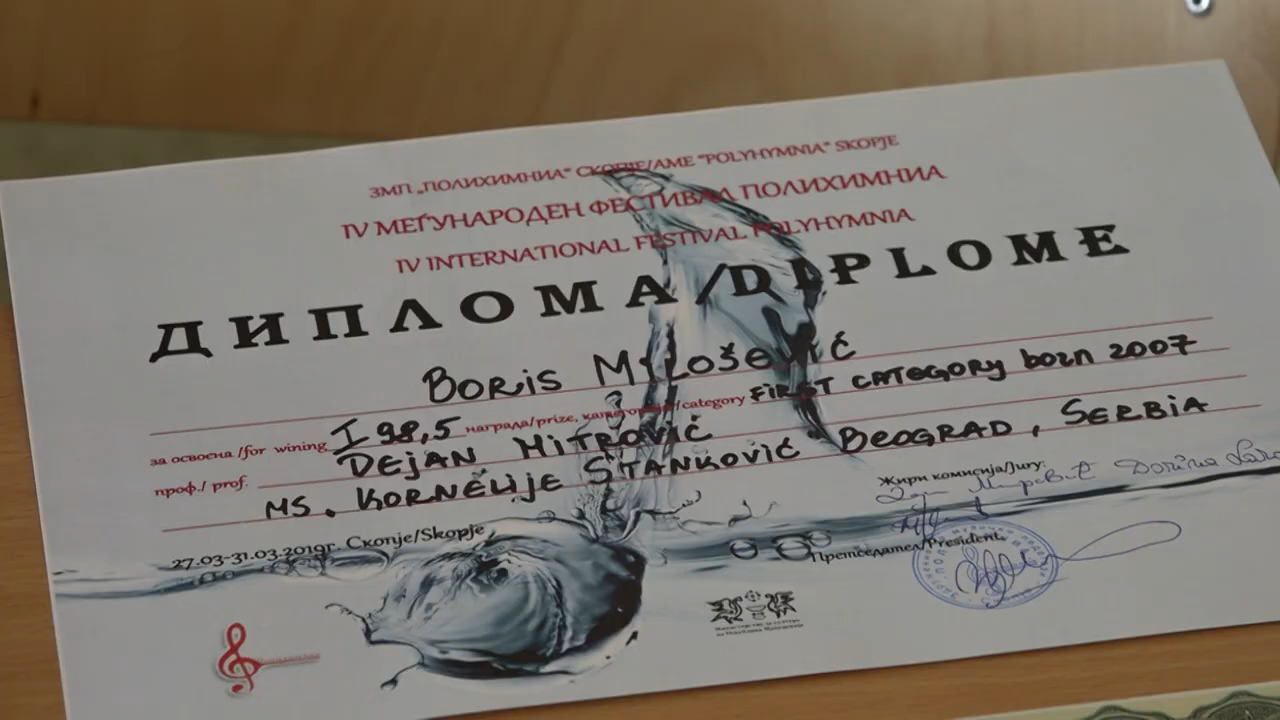 ЗМП „ПОЛИХИМНИА“ СКОПЈЕ/AME "POLYHYMNIA" SKOPJE
IV МЕЃУНАРОДЕН ФЕСТИВАЛ ПОЛИХИМНИА
IV INTERNATIONAL FESTIVAL POLYHYMNIA
ДИПЛОМА/DIPLOME
BORIS MILOŠEVIĆ
за освоена /for wining I 98,5 награда/prize, категорија/category FIRST CATEGORY born 2007
проф./ prof. DEJAN MITROVIĆ
MS. KORNELIJE STANKOVIĆ BEOGRAD, SERBIA
Жири комисија/Jury:
27.03-31.03.2019г. Скопје/Skopje
Претседател/President: